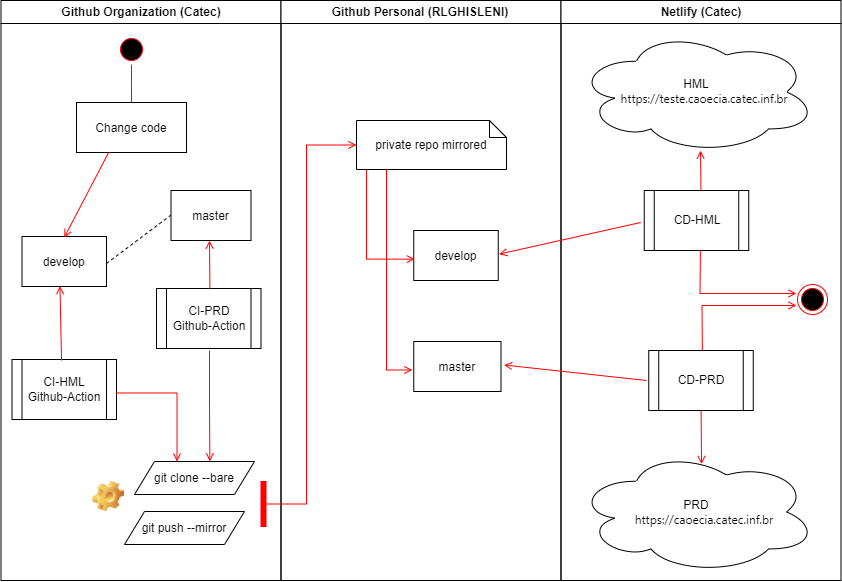 Github Organization (Catec)
Github Personal (RLGHISLENI)
Netlify (Catec)
Change code
master
develop
CI-PRD
Github-Action
CI-HML
Github-Action
git clone --bare
git push --mirror
private repo mirrored
develop
master
HML
https://teste.caoecia.catec.inf.br
CD-HML
CD-PRD
PRD
https://caoecia.catec.inf.br